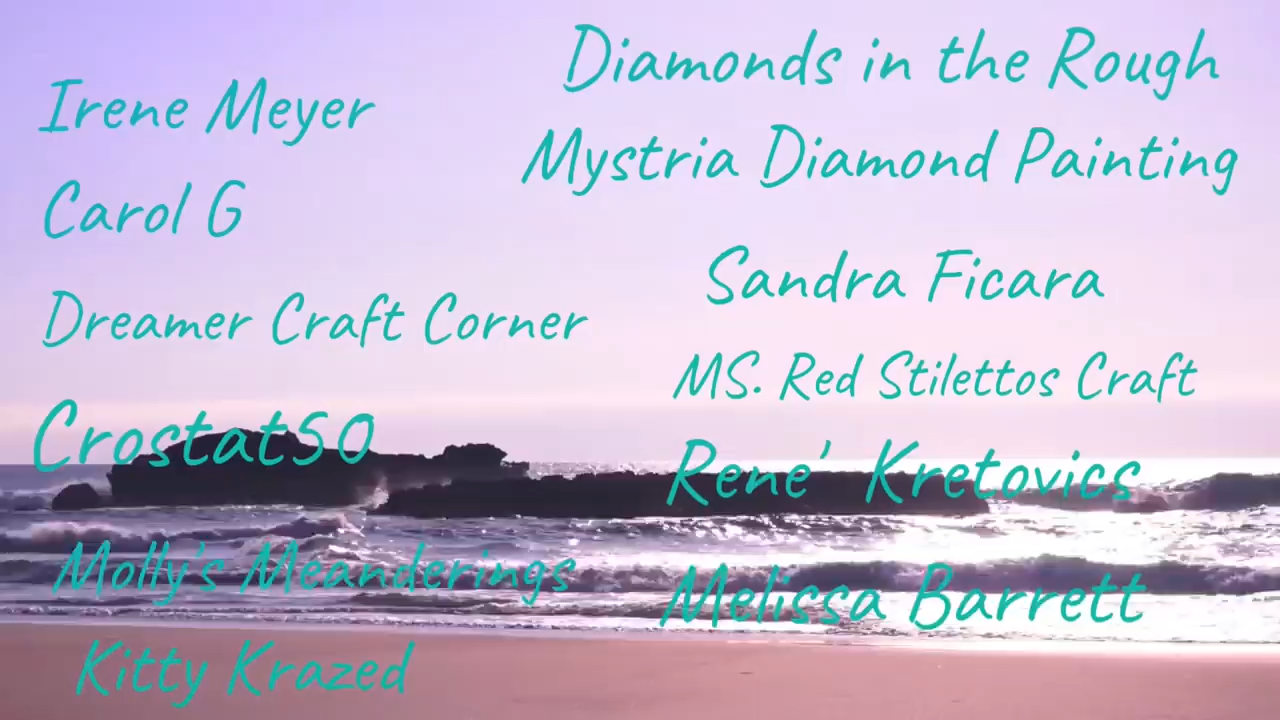 Irene Meyer
Carol G
Dreamer Craft Corner
Crostat50
Molly's Meanderings
Kitty Krazed
Diamonds in the Rough
Mystria Diamond Painting
Sandra Ficara
MS. Red Stilettos Craft
Rene' Kretovics
Melissa Barrett